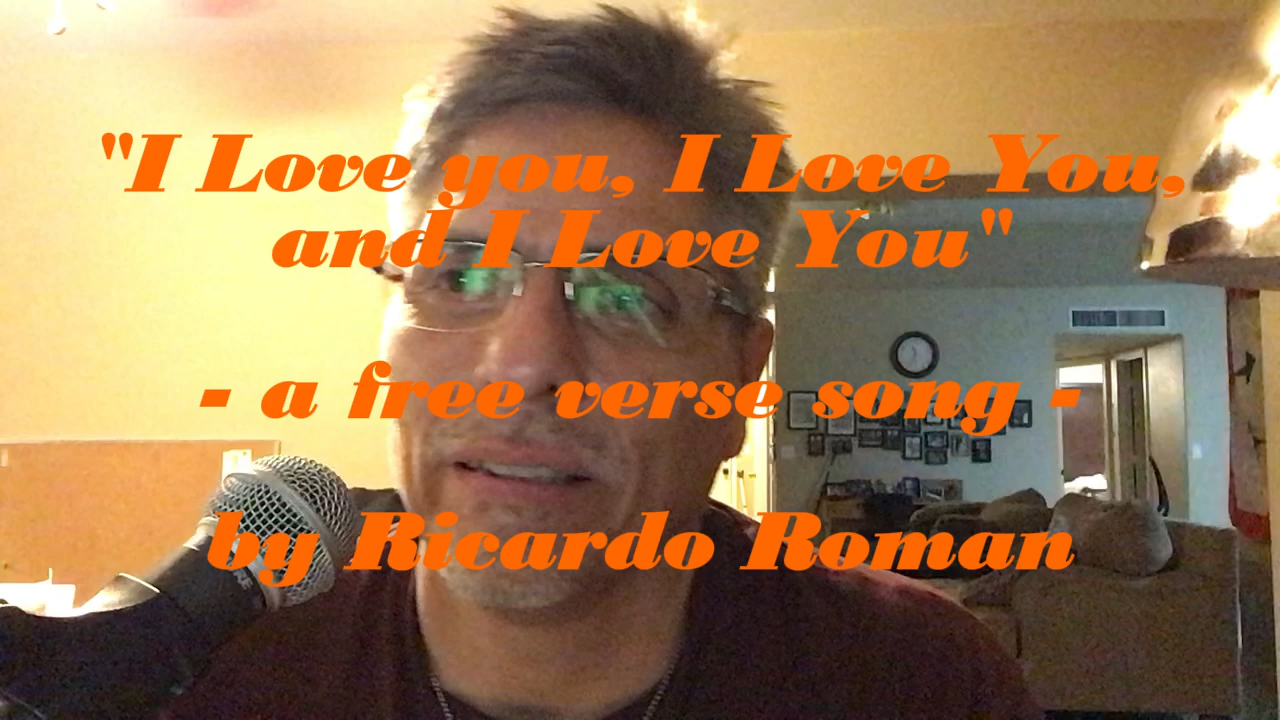 "I Love you, I Love You,
and I Love You"
- a free verse song -
by Ricardo Roman